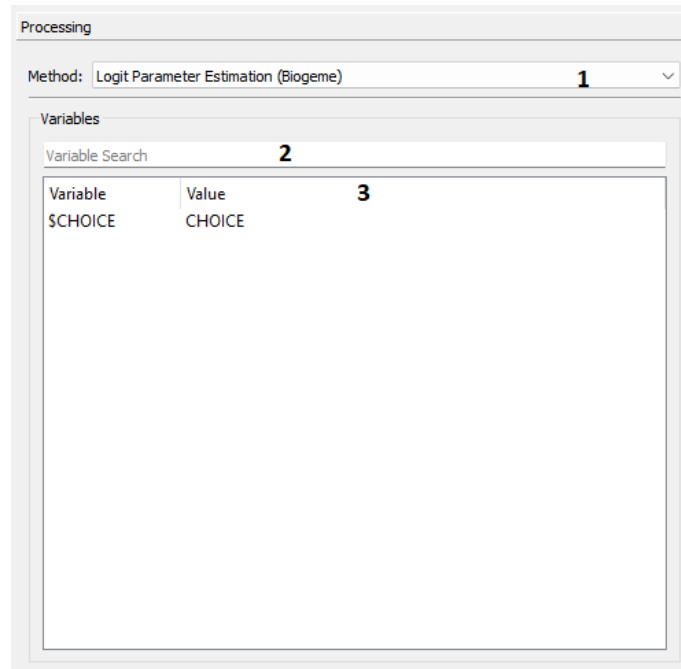 Processing
Method: Logit Parameter Estimation (Biogeme) 1
Variables
Variable Search 2
Variable Value 3
$CHOICE CHOICE